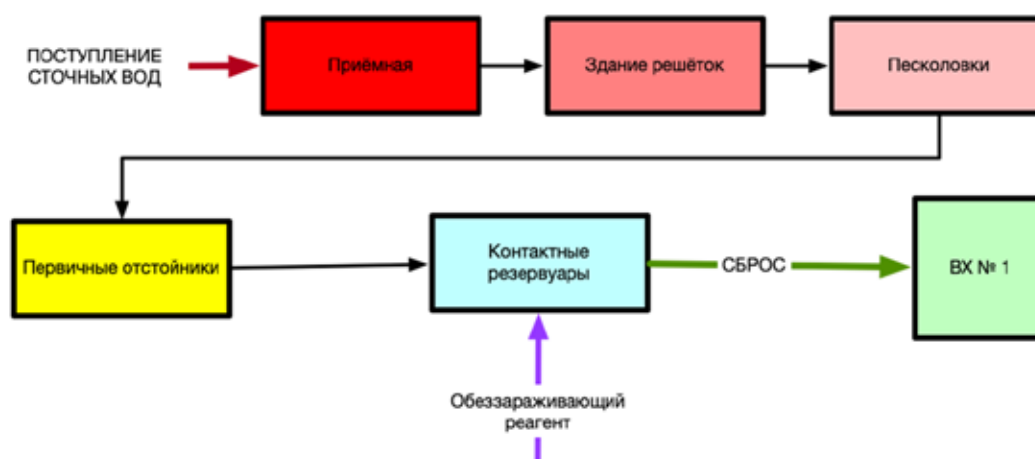 ПОСТУПЛЕНИЕ
СТОЧНЫХ ВОД
Приёмная
Здание решёток
Песколовки
Первичные отстойники
Контактные
резервуары
СБРОС
ВХ № 1
Обеззараживающий
реагент